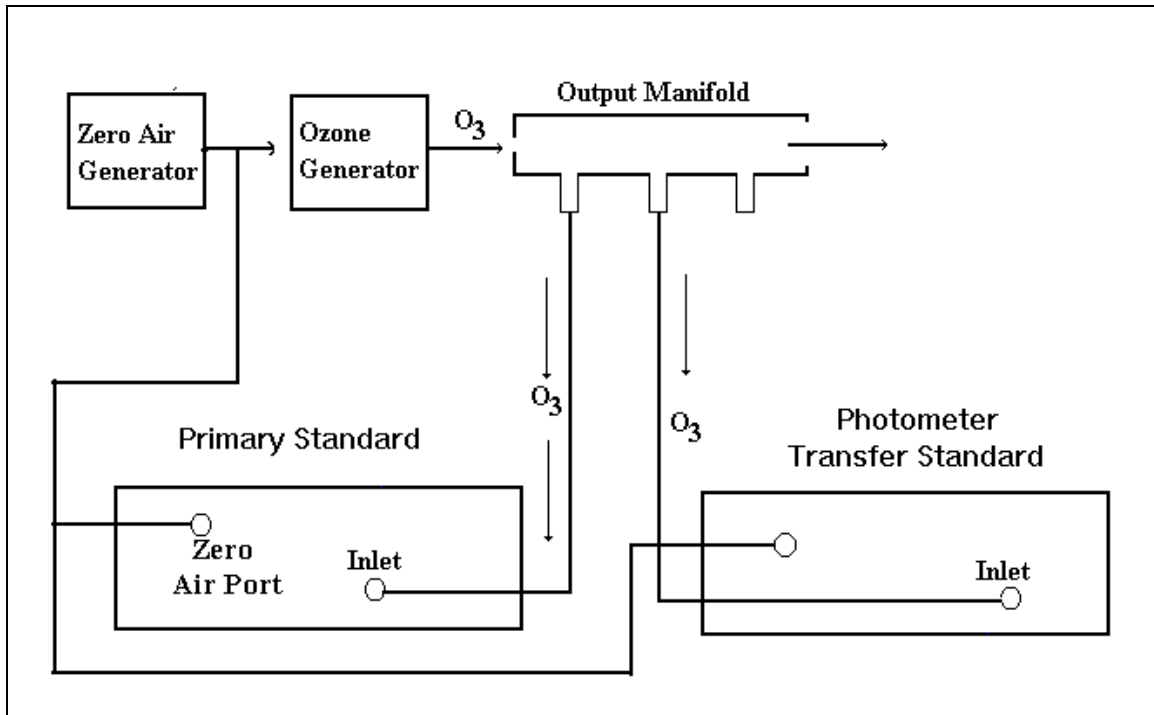 Output Manifold
Zero Air
Generator
Ozone
Generator
O3
O3
O3
Primary Standard
Photometer
Transfer Standard
Zero
Air Port
Inlet
Inlet